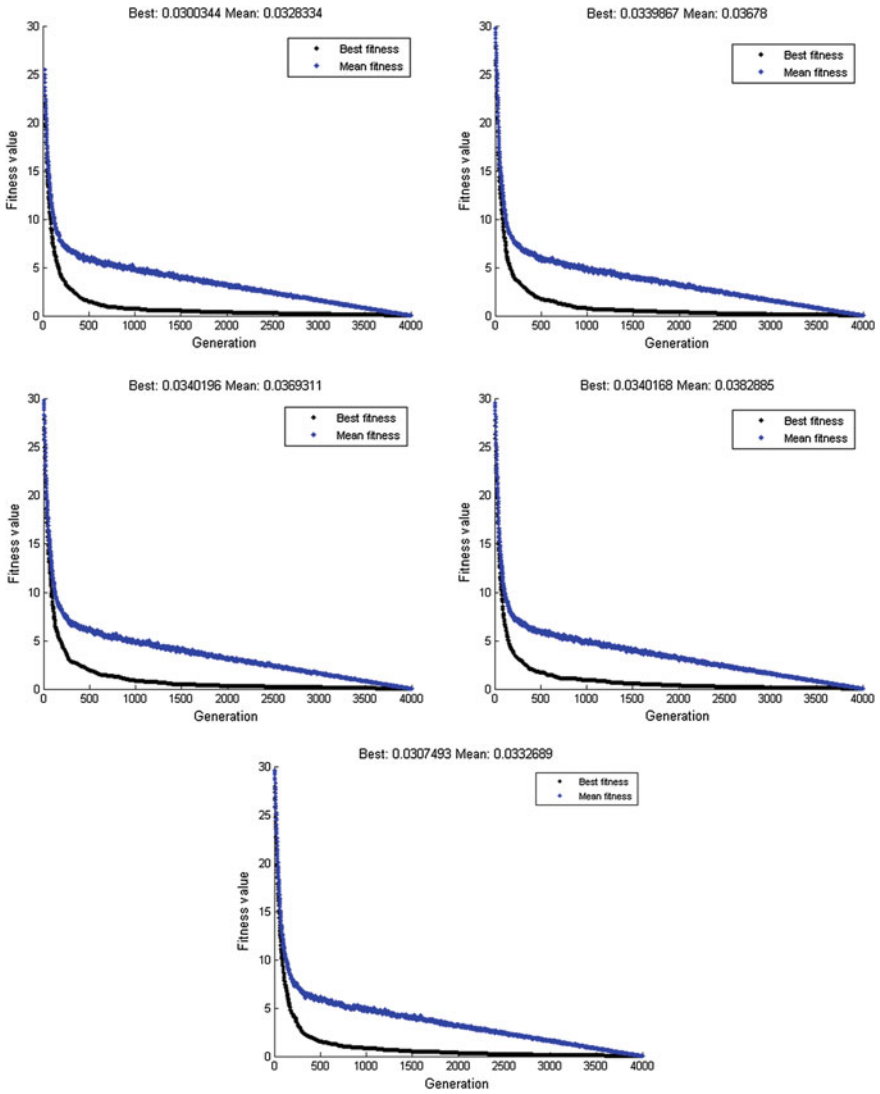 Best: 0.0300344 Mean: 0.0328334
30
25
20
15
10
5
0
Fitness value
Best fitness
Mean fitness
0 500 1000 1500 2000 2500 3000 3500 4000
Generation
Best: 0.0339867 Mean: 0.03678
30
25
20
15
10
5
0
Fitness value
Best fitness
Mean fitness
0 500 1000 1500 2000 2500 3000 3500 4000
Generation
Best: 0.0340196 Mean: 0.0369311
30
25
20
15
10
5
0
Fitness value
Best fitness
Mean fitness
0 500 1000 1500 2000 2500 3000 3500 4000
Generation
Best: 0.0340168 Mean: 0.0382885
30
25
20
15
10
5
0
Fitness value
Best fitness
Mean fitness
0 500 1000 1500 2000 2500 3000 3500 4000
Generation
Best: 0.0307493 Mean: 0.0332689
30
25
20
15
10
5
0
Fitness value
Best fitness
Mean fitness
0 500 1000 1500 2000 2500 3000 3500 4000
Generation